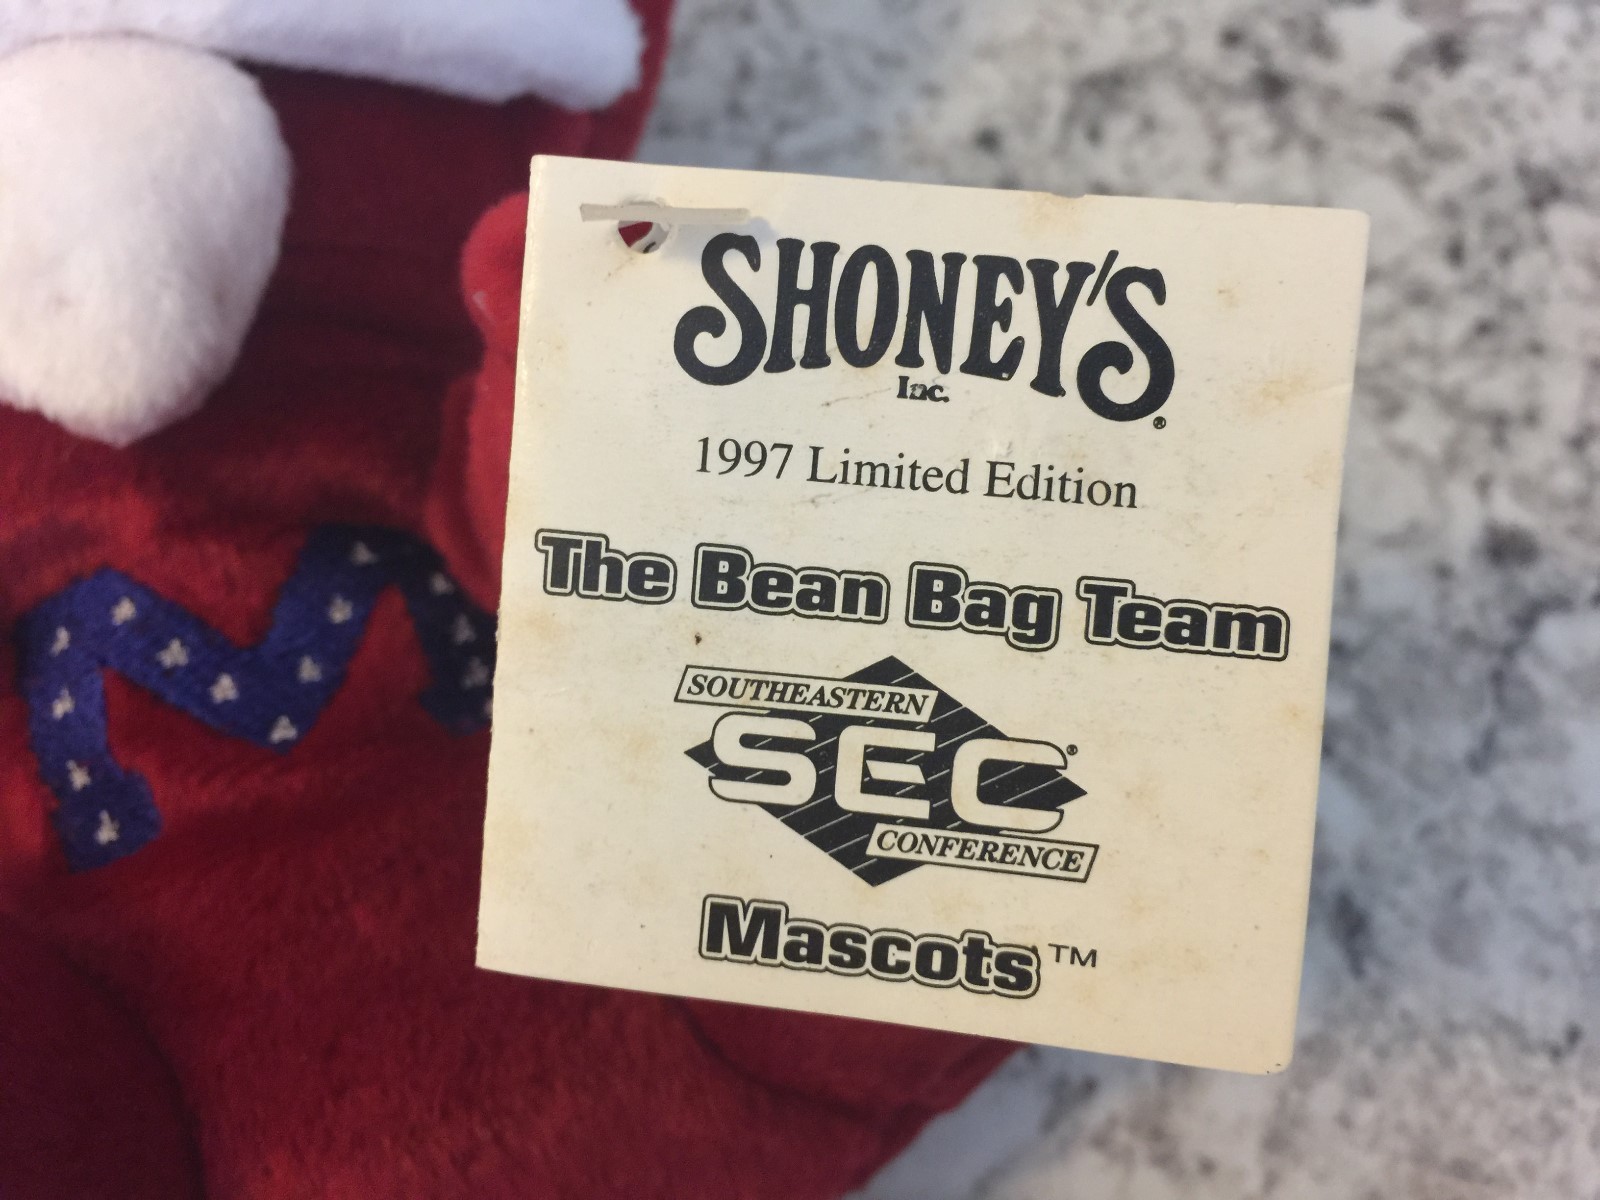 SHONEY'S
Inc. ®
1997 Limited Edition
The Bean Bag Team
SOUTHEASTERN
SEC ®
CONFERENCE
Mascots™
M